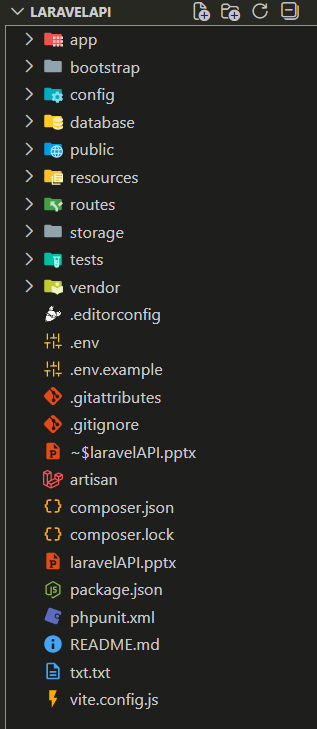 LARAVELAPI
app
bootstrap
config
database
public
resources
routes
storage
tests
vendor
.editorconfig
.env
.env.example
.gitattributes
.gitignore
~$laravelAPI.pptx
artisan
composer.json
composer.lock
laravelAPI.pptx
package.json
phpunit.xml
README.md
txt.txt
vite.config.js